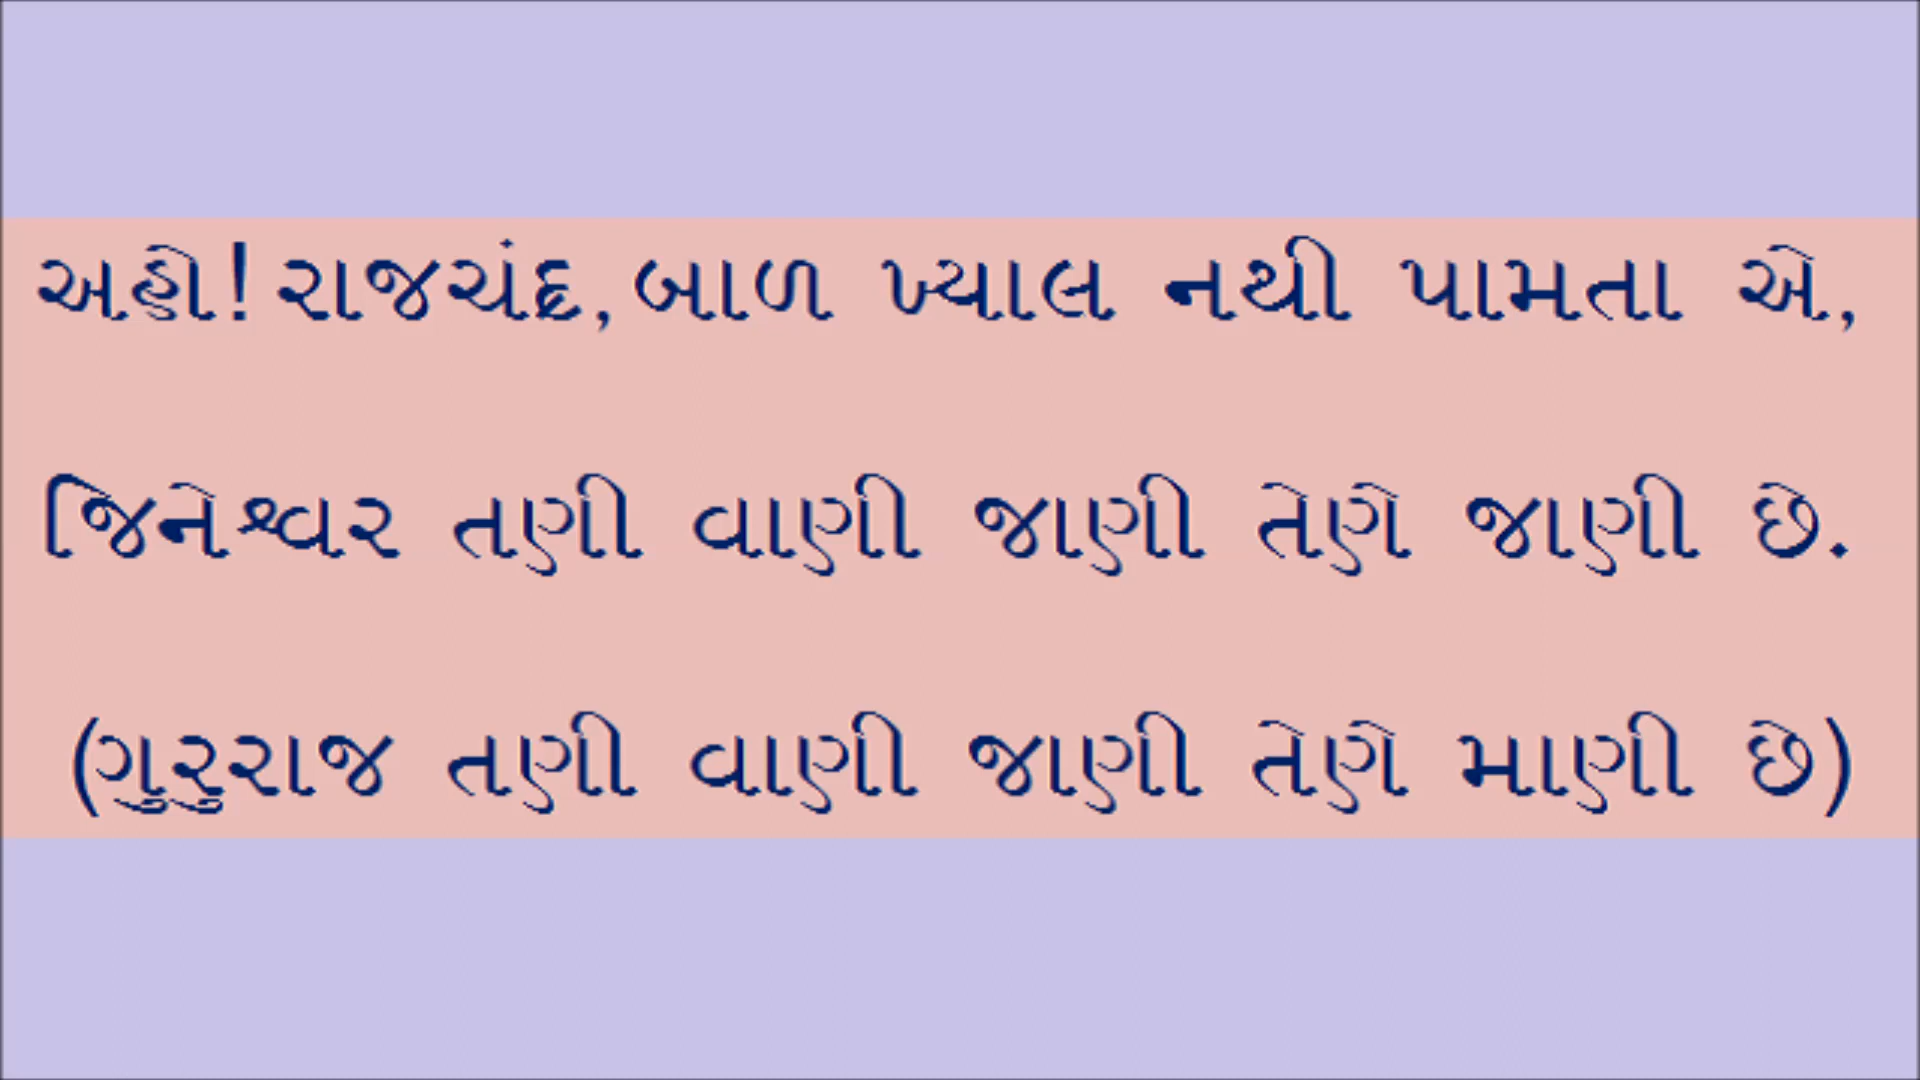 અહો! રાજચંદ્ર, બાળ ખ્યાલ નથી પામતા એ,
જિનેશ્વર તણી વાણી જાણી તેણે જાણી છે.
(ગુરુરાજ તણી વાણી જાણી તેણે માણી છે)